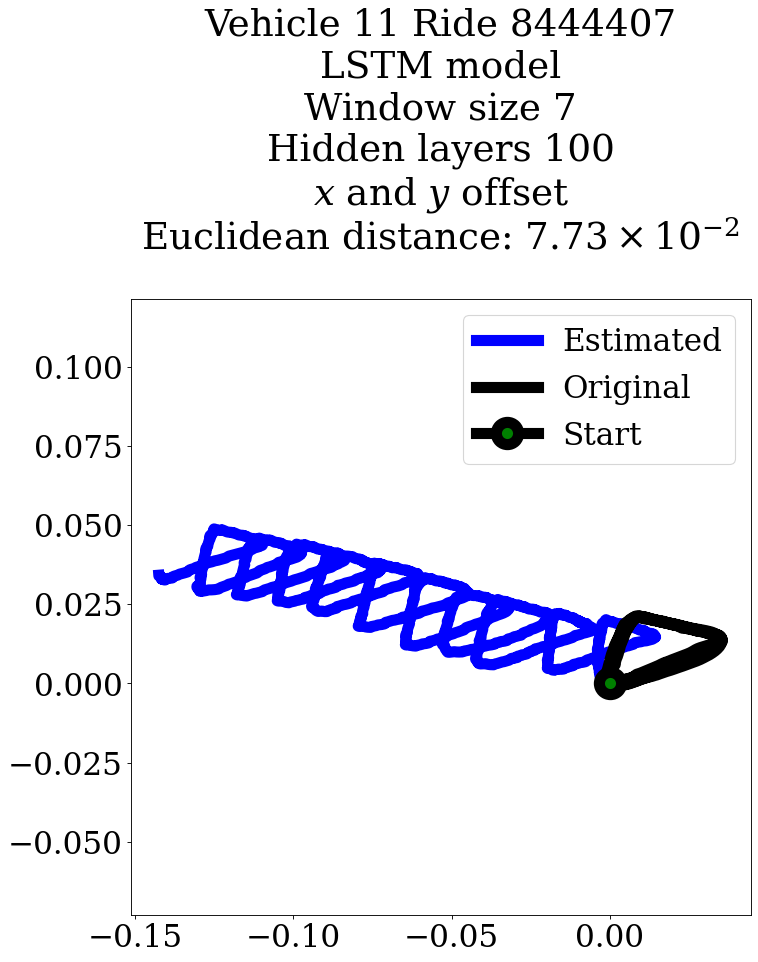 Vehicle 11 Ride 8444407
LSTM model
Window size 7
Hidden layers 100
x and y offset
Euclidean distance: 7.73 × 10⁻²
Estimated
Original
Start
0.100
0.075
0.050
0.025
0.000
−0.025
−0.050
−0.15 −0.10 −0.05 0.00